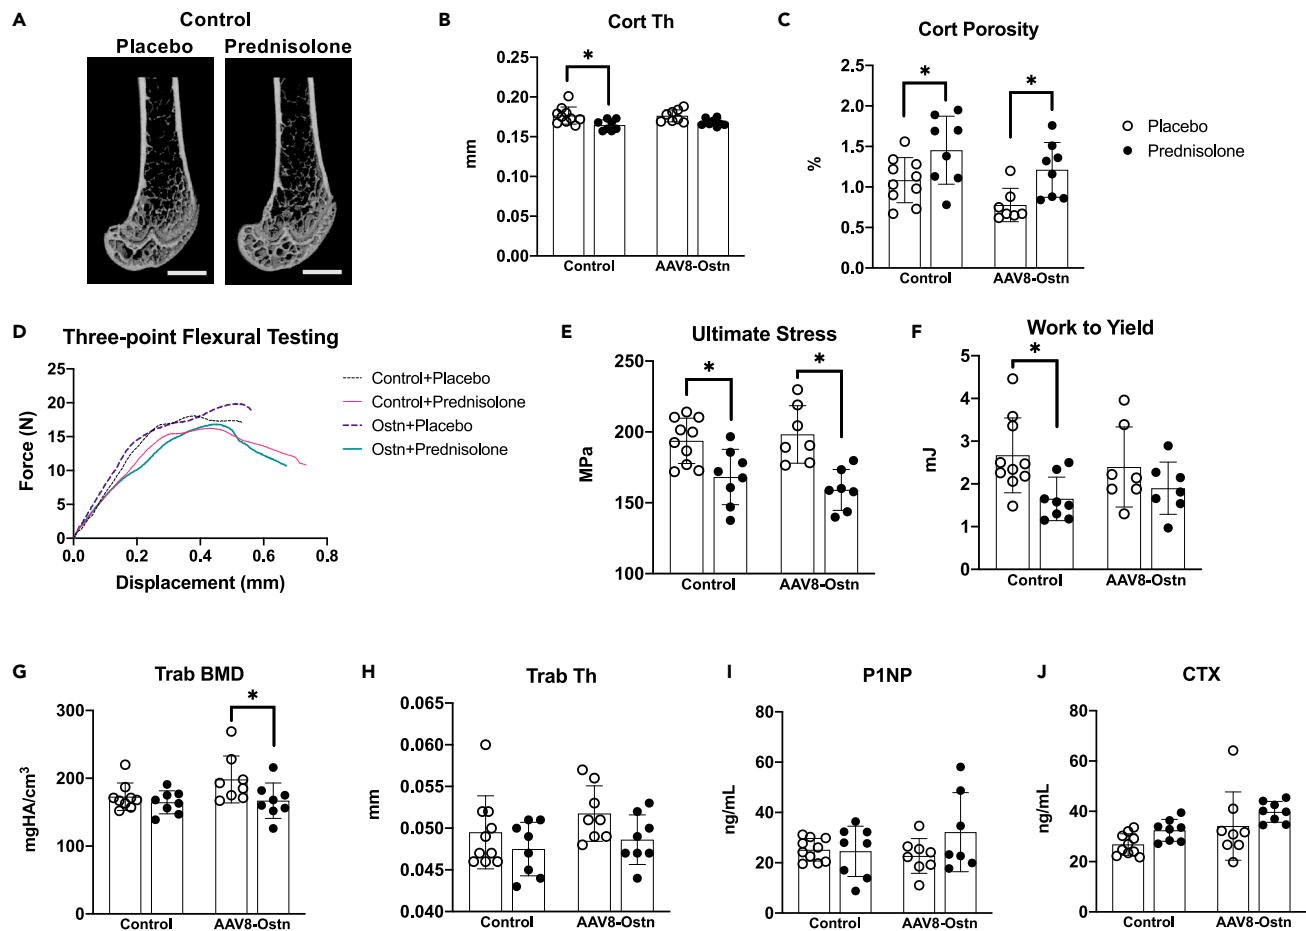 A
Control
Placebo
Prednisolone
B
Cort Th
*
0.25
0.20
0.15
0.10
0.05
0.00
mm
Control
AAV8-Ostn
C
Cort Porosity
*
*
2.5
2.0
1.5
1.0
0.5
0.0
%
Control
AAV8-Ostn
Placebo
Prednisolone
D
Three-point Flexural Testing
25
20
15
10
5
0
Force (N)
0.0
0.2
0.4
0.6
0.8
Displacement (mm)
Control+Placebo
Control+Prednisolone
Ostn+Placebo
Ostn+Prednisolone
E
Ultimate Stress
*
*
250
200
150
100
MPa
Control
AAV8-Ostn
F
Work to Yield
*
5
4
3
2
1
0
mJ
Control
AAV8-Ostn
G
Trab BMD
*
300
200
100
0
mgHA/cm³
Control
AAV8-Ostn
H
Trab Th
0.065
0.060
0.055
0.050
0.045
0.040
mm
Control
AAV8-Ostn
I
P1NP
80
60
40
20
0
ng/mL
Control
AAV8-Ostn
J
CTX
80
60
40
20
0
ng/mL
Control
AAV8-Ostn